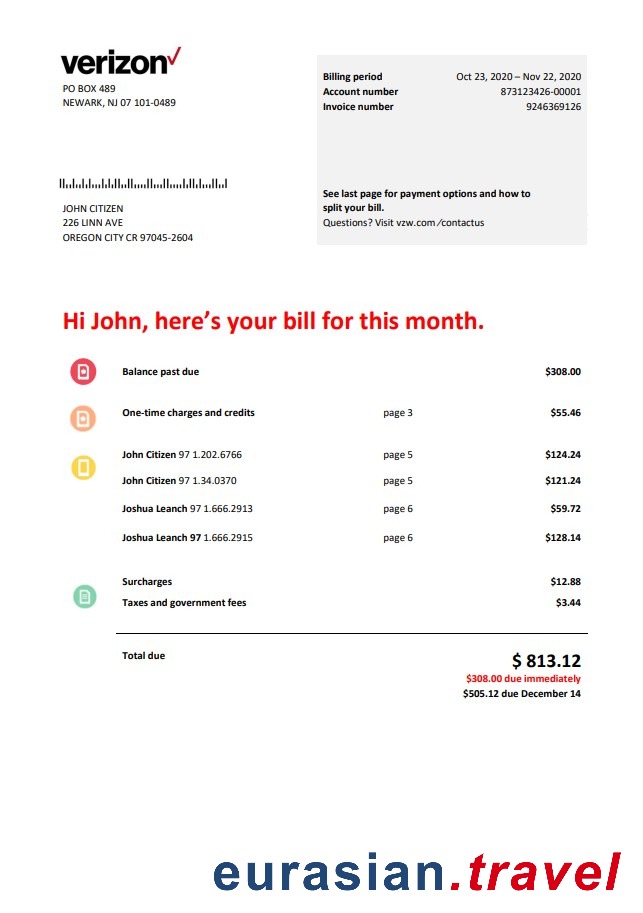 verizon
PO BOX 489
NEWARK, NJ 07 101-0489
Billing period Oct 23, 2020 – Nov 22, 2020
Account number 873123426-00001
Invoice number 9246369126
See last page for payment options and how to
split your bill.
Questions? Visit vzw.com /contactus
JOHN CITIZEN
226 LINN AVE
OREGON CITY CR 97045-2604
Hi John, here’s your bill for this month.
Balance past due $308.00
One-time charges and credits page 3 $55.46
John Citizen 97 1.202.6766 page 5 $124.24
John Citizen 97 1.34.0370 page 5 $121.24
Joshua Leanch 97 1.666.2913 page 6 $59.72
Joshua Leanch 97 1.666.2915 page 6 $128.14
Surcharges $12.88
Taxes and government fees $3.44
Total due $ 813.12
$308.00 due immediately
$505.12 due December 14
eurasian.travel